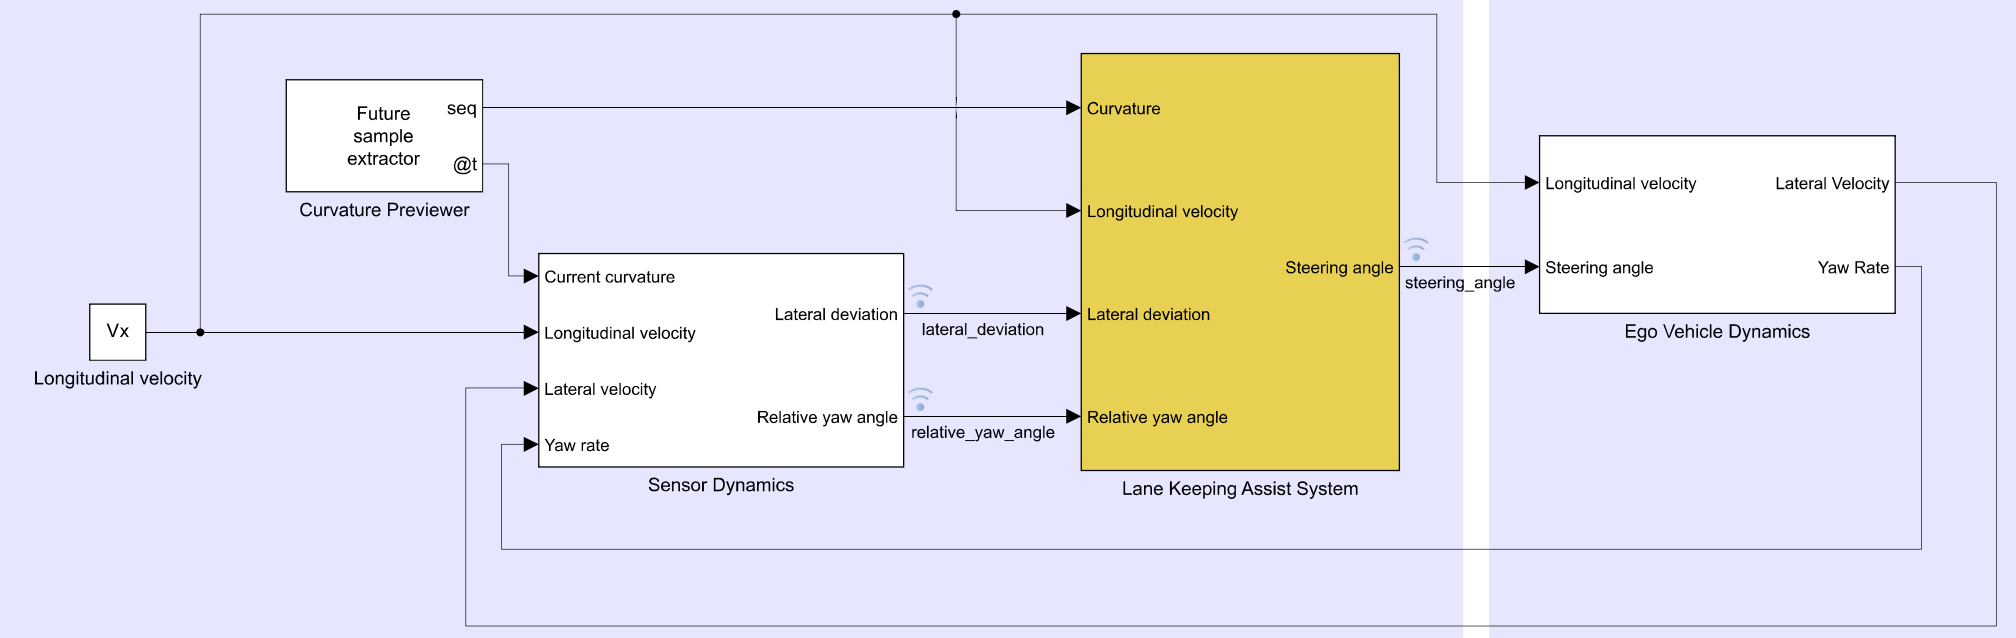 Future
sample
extractor
seq
@t
Curvature Previewer
Vx
Longitudinal velocity
Current curvature
Longitudinal velocity
Lateral velocity
Yaw rate
Lateral deviation
Relative yaw angle
Sensor Dynamics
lateral_deviation
relative_yaw_angle
Curvature
Longitudinal velocity
Lateral deviation
Relative yaw angle
Steering angle
Lane Keeping Assist System
steering_angle
Longitudinal velocity
Steering angle
Lateral Velocity
Yaw Rate
Ego Vehicle Dynamics